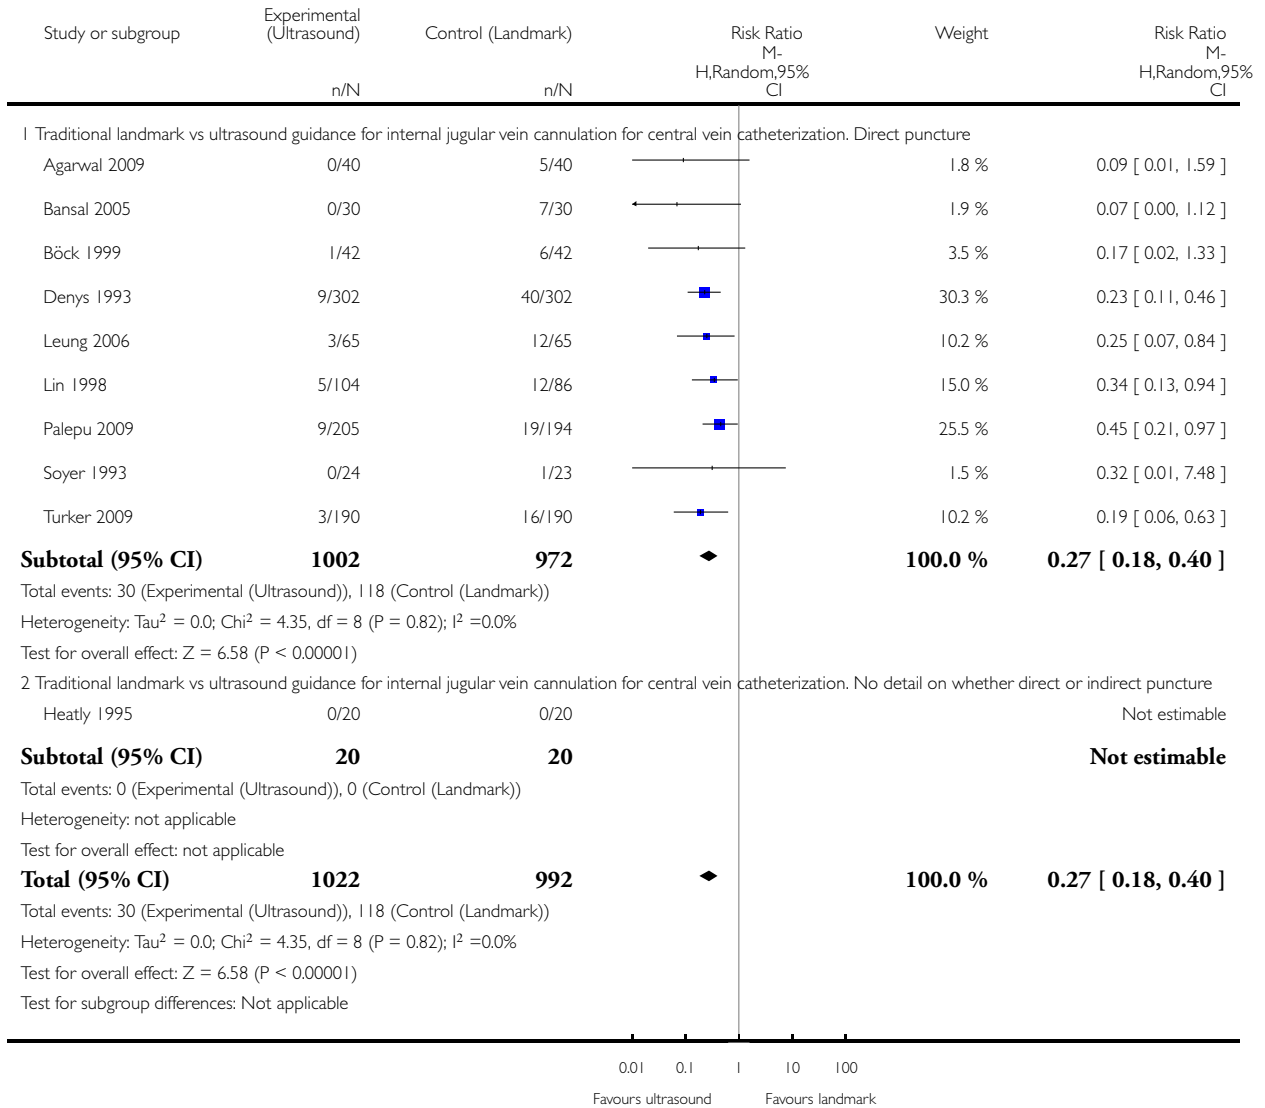 Study or subgroup Experimental (Ultrasound) Control (Landmark) Risk Ratio Weight Risk Ratio
M-H,Random,95% CI M-H,Random,95% CI
n/N n/N
1 Traditional landmark vs ultrasound guidance for internal jugular vein cannulation for central vein catheterization. Direct puncture
Agarwal 2009 0/40 5/40 1.8 % 0.09 [ 0.01, 1.59 ]
Bansal 2005 0/30 7/30 1.9 % 0.07 [ 0.00, 1.12 ]
Böck 1999 1/42 6/42 3.5 % 0.17 [ 0.02, 1.33 ]
Denys 1993 9/302 40/302 30.3 % 0.23 [ 0.11, 0.46 ]
Leung 2006 3/65 12/65 10.2 % 0.25 [ 0.07, 0.84 ]
Lin 1998 5/104 12/86 15.0 % 0.34 [ 0.13, 0.94 ]
Palepu 2009 9/205 19/194 25.5 % 0.45 [ 0.21, 0.97 ]
Soyer 1993 0/24 1/23 1.5 % 0.32 [ 0.01, 7.48 ]
Turker 2009 3/190 16/190 10.2 % 0.19 [ 0.06, 0.63 ]
Subtotal (95% CI) 1002 972 100.0 % 0.27 [ 0.18, 0.40 ]
Total events: 30 (Experimental (Ultrasound)), 118 (Control (Landmark))
Heterogeneity: Tau² = 0.0; Chi² = 4.35, df = 8 (P = 0.82); I² =0.0%
Test for overall effect: Z = 6.58 (P < 0.00001)
2 Traditional landmark vs ultrasound guidance for internal jugular vein cannulation for central vein catheterization. No detail on whether direct or indirect puncture
Heatly 1995 0/20 0/20 Not estimable
Subtotal (95% CI) 20 20 Not estimable
Total events: 0 (Experimental (Ultrasound)), 0 (Control (Landmark))
Heterogeneity: not applicable
Test for overall effect: not applicable
Total (95% CI) 1022 992 100.0 % 0.27 [ 0.18, 0.40 ]
Total events: 30 (Experimental (Ultrasound)), 118 (Control (Landmark))
Heterogeneity: Tau² = 0.0; Chi² = 4.35, df = 8 (P = 0.82); I² =0.0%
Test for overall effect: Z = 6.58 (P < 0.00001)
Test for subgroup differences: Not applicable
0.01 0.1 1 10 100
Favours ultrasound Favours landmark